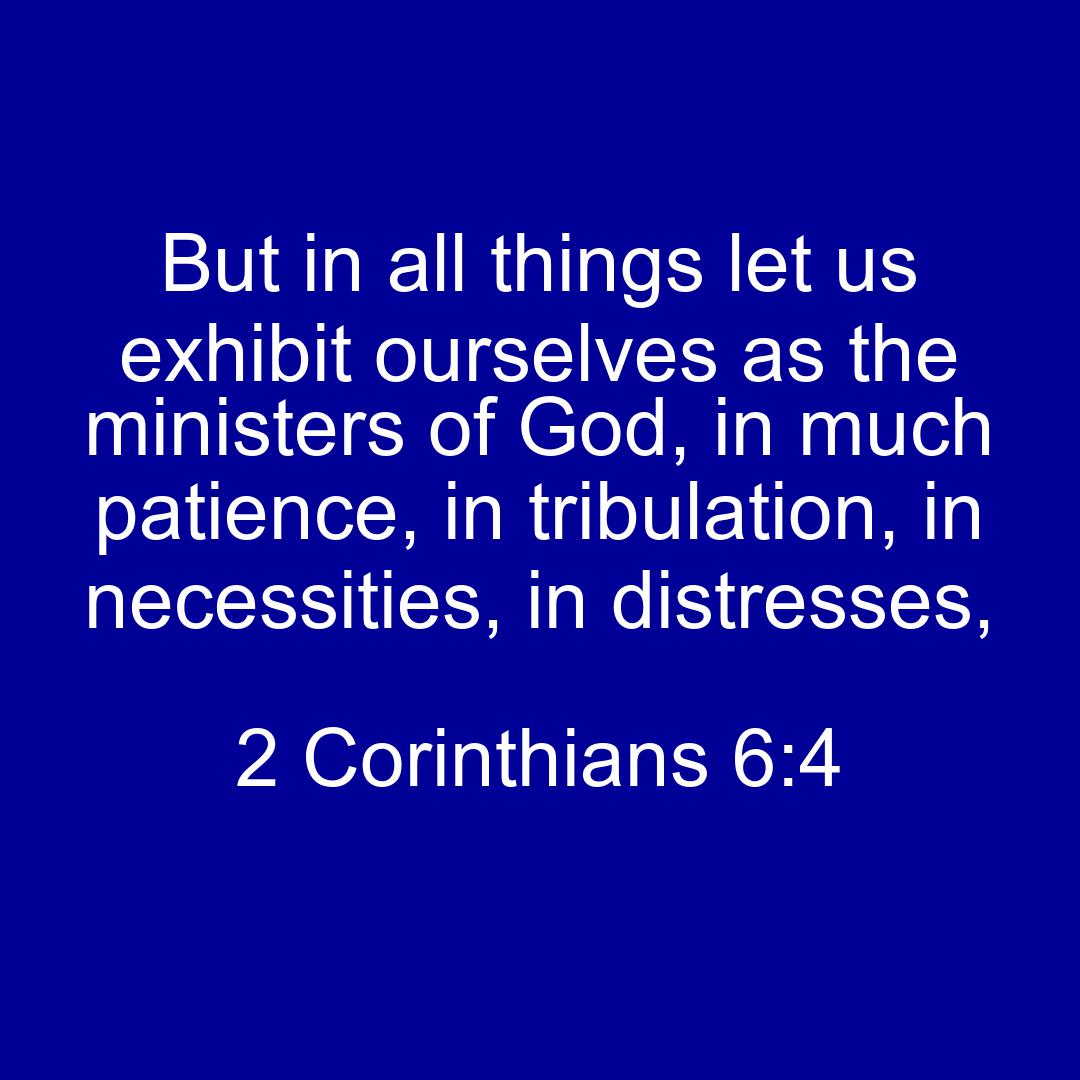 But in all things let us
exhibit ourselves as the
ministers of God, in much
patience, in tribulation, in
necessities, in distresses,
2 Corinthians 6:4